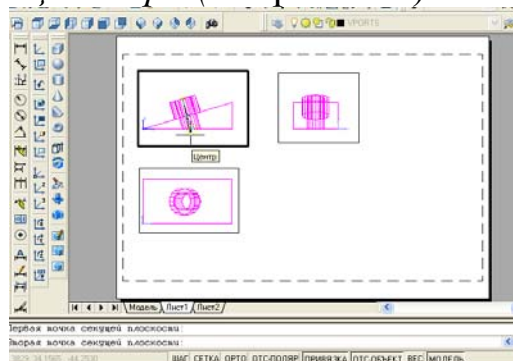 VPORTS
Центр
Модель Лист1 Лист2
Первая точка секущей плоскости:
Вторая точка секущей плоскости:
ШАГ СЕТКА ОРТО ОТС-ПОЛЯР ПРИВЯЗКА ОТС-ОБЪЕКТ ВЕС МОДЕЛЬ